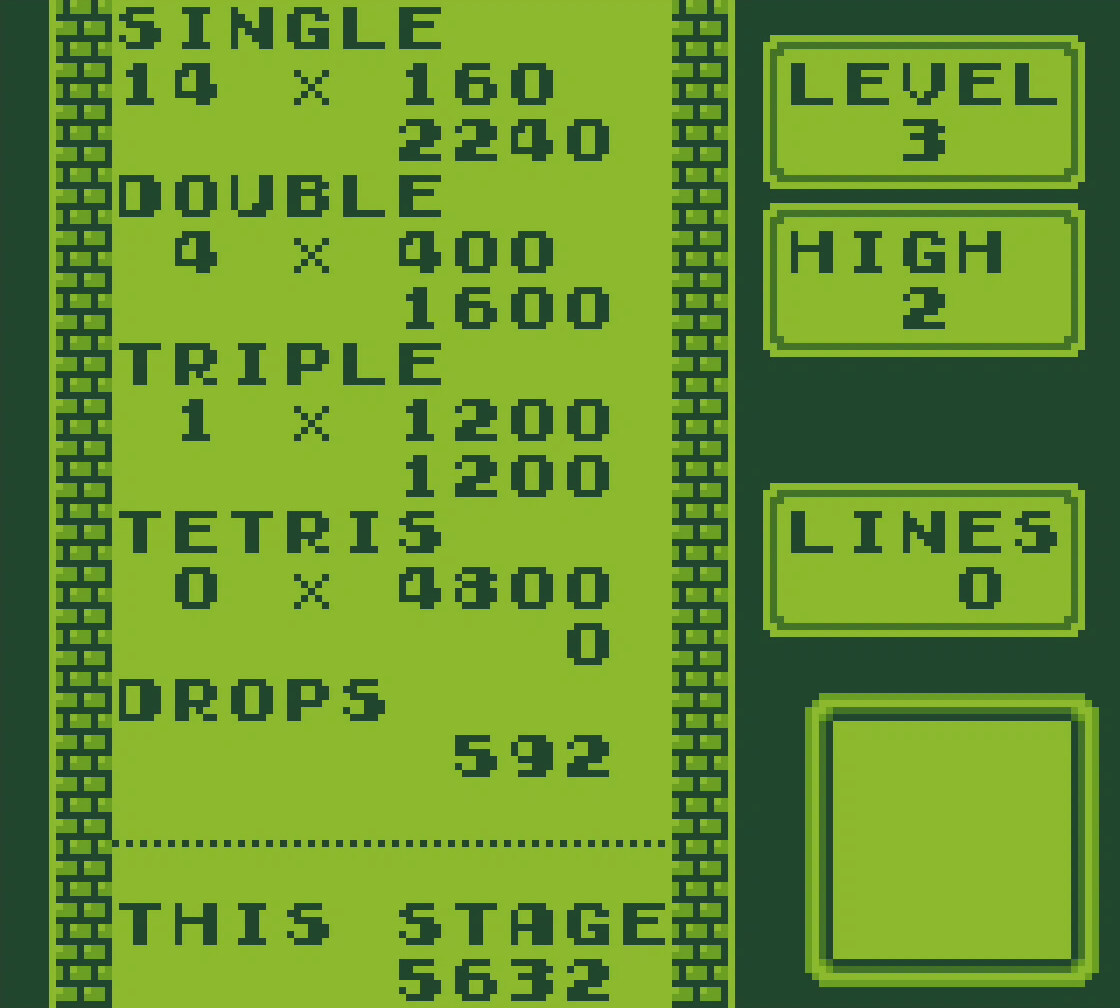 SINGLE
14 × 160
2240
DOUBLE
4 × 400
1600
TRIPLE
1 × 1200
1200
TETRIS
0 × 4800
0
DROPS
592
THIS STAGE
5632
LEVEL
3
HIGH
2
LINES
0